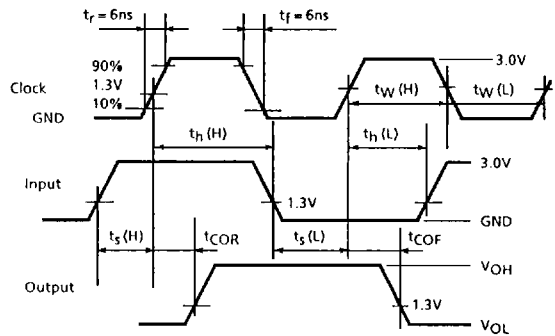 tr = 6ns tf = 6ns
90%
Clock 1.3V
10%
GND
3.0V
tW (H) tW (L)
th (H) th (L)
Input
3.0V
1.3V
GND
ts (H) tCOR ts (L) tCOF
Output
VOH
1.3V
VOL